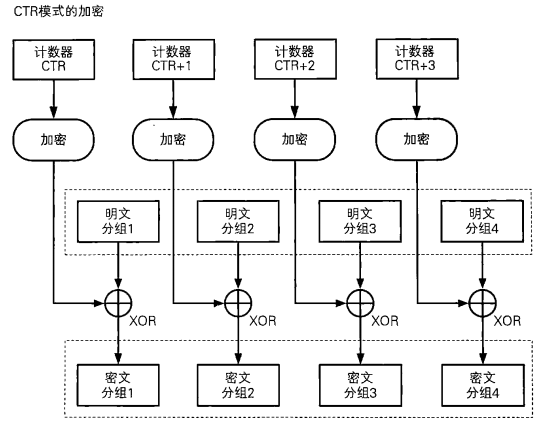 CTR模式的加密
计数器
CTR
计数器
CTR+1
计数器
CTR+2
计数器
CTR+3
加密
加密
加密
加密
明文
分组1
明文
分组2
明文
分组3
明文
分组4
XOR
XOR
XOR
XOR
密文
分组1
密文
分组2
密文
分组3
密文
分组4